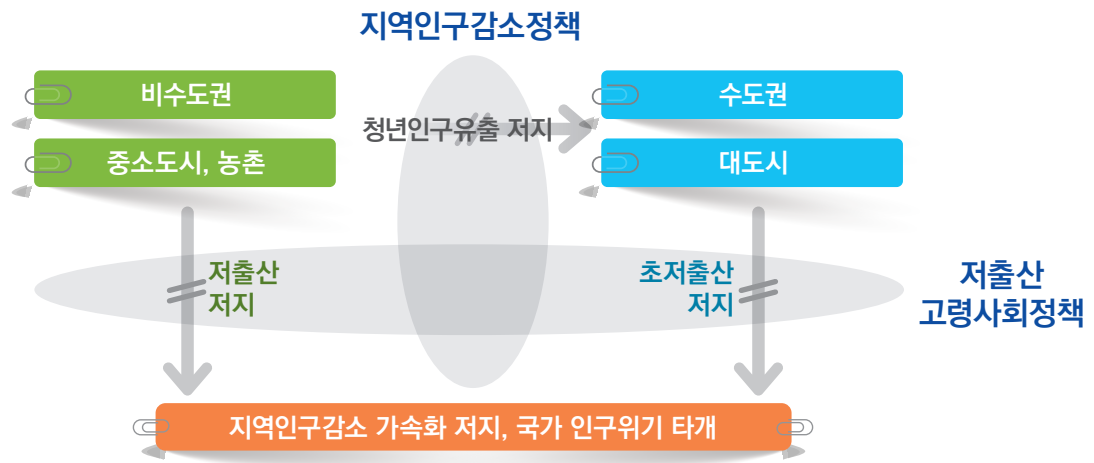 지역인구감소정책
비수도권
수도권
청년인구유출 저지
중소도시, 농촌
대도시
저출산
저지
초저출산
저지
저출산
고령사회정책
지역인구감소 가속화 저지, 국가 인구위기 타개